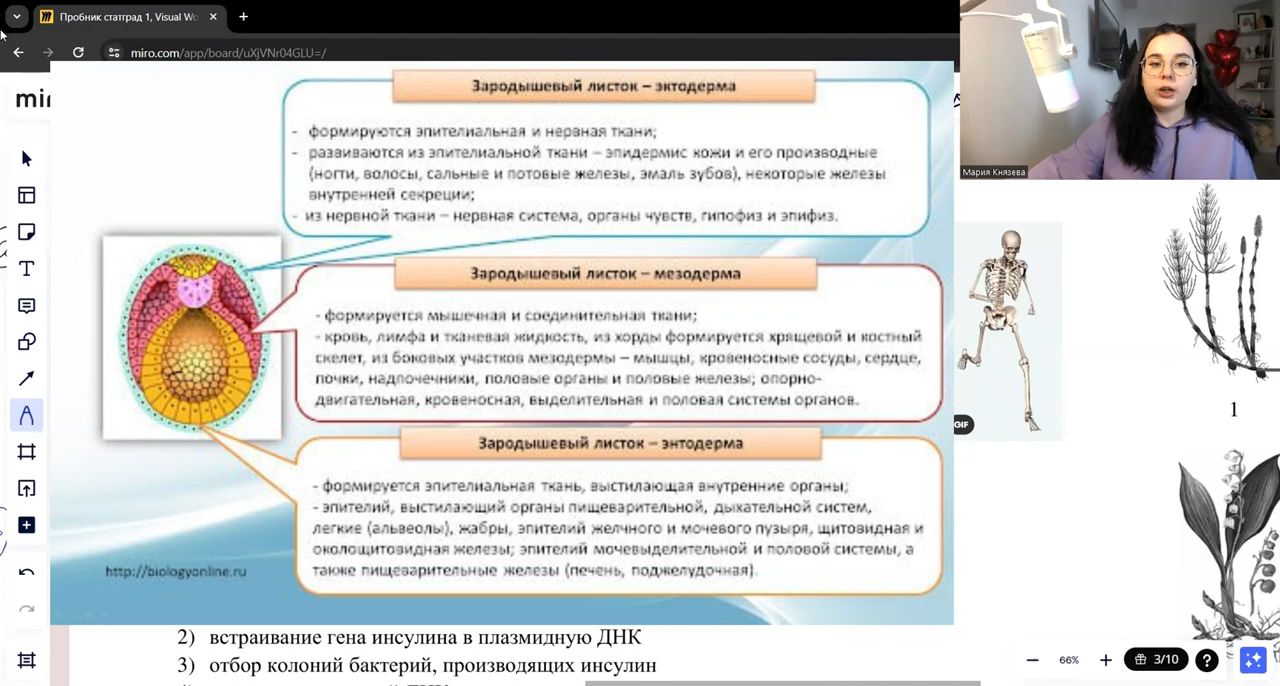 Пробник статград 1, Visual Wo
miro.com/app/board/uXjVNr04GLU=/
Зародышевый листок – эктодерма
- формируются эпителиальная и нервная ткани;
- развиваются из эпителиальной ткани – эпидермис кожи и его производные
(ногти, волосы, сальные и потовые железы, эмаль зубов), некоторые железы
внутренней секреции;
- из нервной ткани – нервная система, органы чувств, гипофиз и эпифиз.
Мария Князева
Зародышевый листок – мезодерма
- формируется мышечная и соединительная ткани;
- кровь, лимфа и тканевая жидкость, из хорды формируется хрящевой и костный
скелет, из боковых участков мезодермы – мышцы, кровеносные сосуды, сердце,
почки, надпочечники, половые органы и половые железы; опорно-
двигательная, кровеносная, выделительная и половая системы органов.
GIF
1
Зародышевый листок – энтодерма
- формируется эпителиальная ткань, выстилающая внутренние органы;
- эпителий, выстилающий органы пищеварительной, дыхательной систем,
легкие (альвеолы), жабры, эпителий желчного и мочевого пузыря, щитовидная и
околощитовидная железы; эпителий мочевыделительной и половой системы, а
также пищеварительные железы (печень, поджелудочная).
http://biologyonline.ru
2) встраивание гена инсулина в плазмидную ДНК
3) отбор колоний бактерий, производящих инсулин
66%
3/10